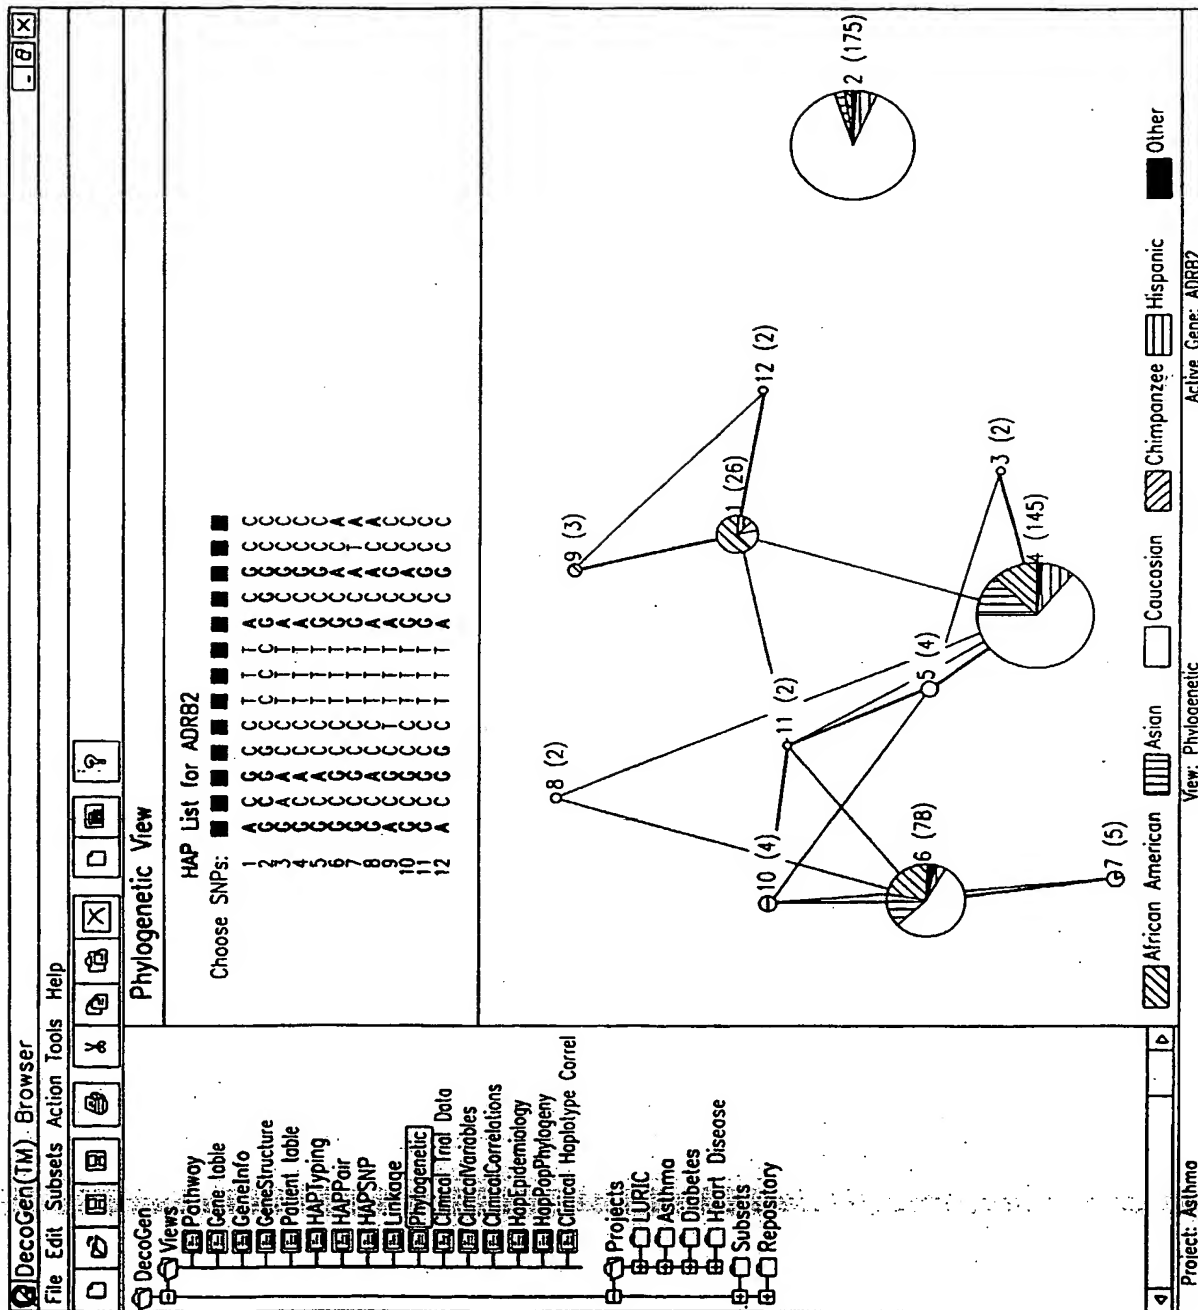 DecoGen(TM) Browser
File Edit Subsets Action Tools Help
DecoGen
Views
Pathway
Gene table
GeneInfo
GeneStructure
Patient table
HAPTyping
HAPPair
HAPSNP
Linkage
Phylogenetic
Clinical Trial Data
ClinicalVariables
ClinicalCorrelations
HapEpidemiology
HapPopPhylogeny
Clinical Haplotype Correl
Projects
LURIC
Asthma
Diabetes
Heart Disease
Subsets
Repository
Phylogenetic View
HAP List for ADRB2
Choose SNPs:
1
2
3
4
5
6
7
8
9
10
11
12
8 (2)
9 (3)
10 (4)
11 (2)
1 (26)
12 (2)
2 (175)
6 (78)
5 (4)
3 (2)
4 (145)
7 (5)
African American Asian Caucasian Chimpanzee Hispanic Other
Project: Asthma View: Phylogenetic Active Gene: ADRB2